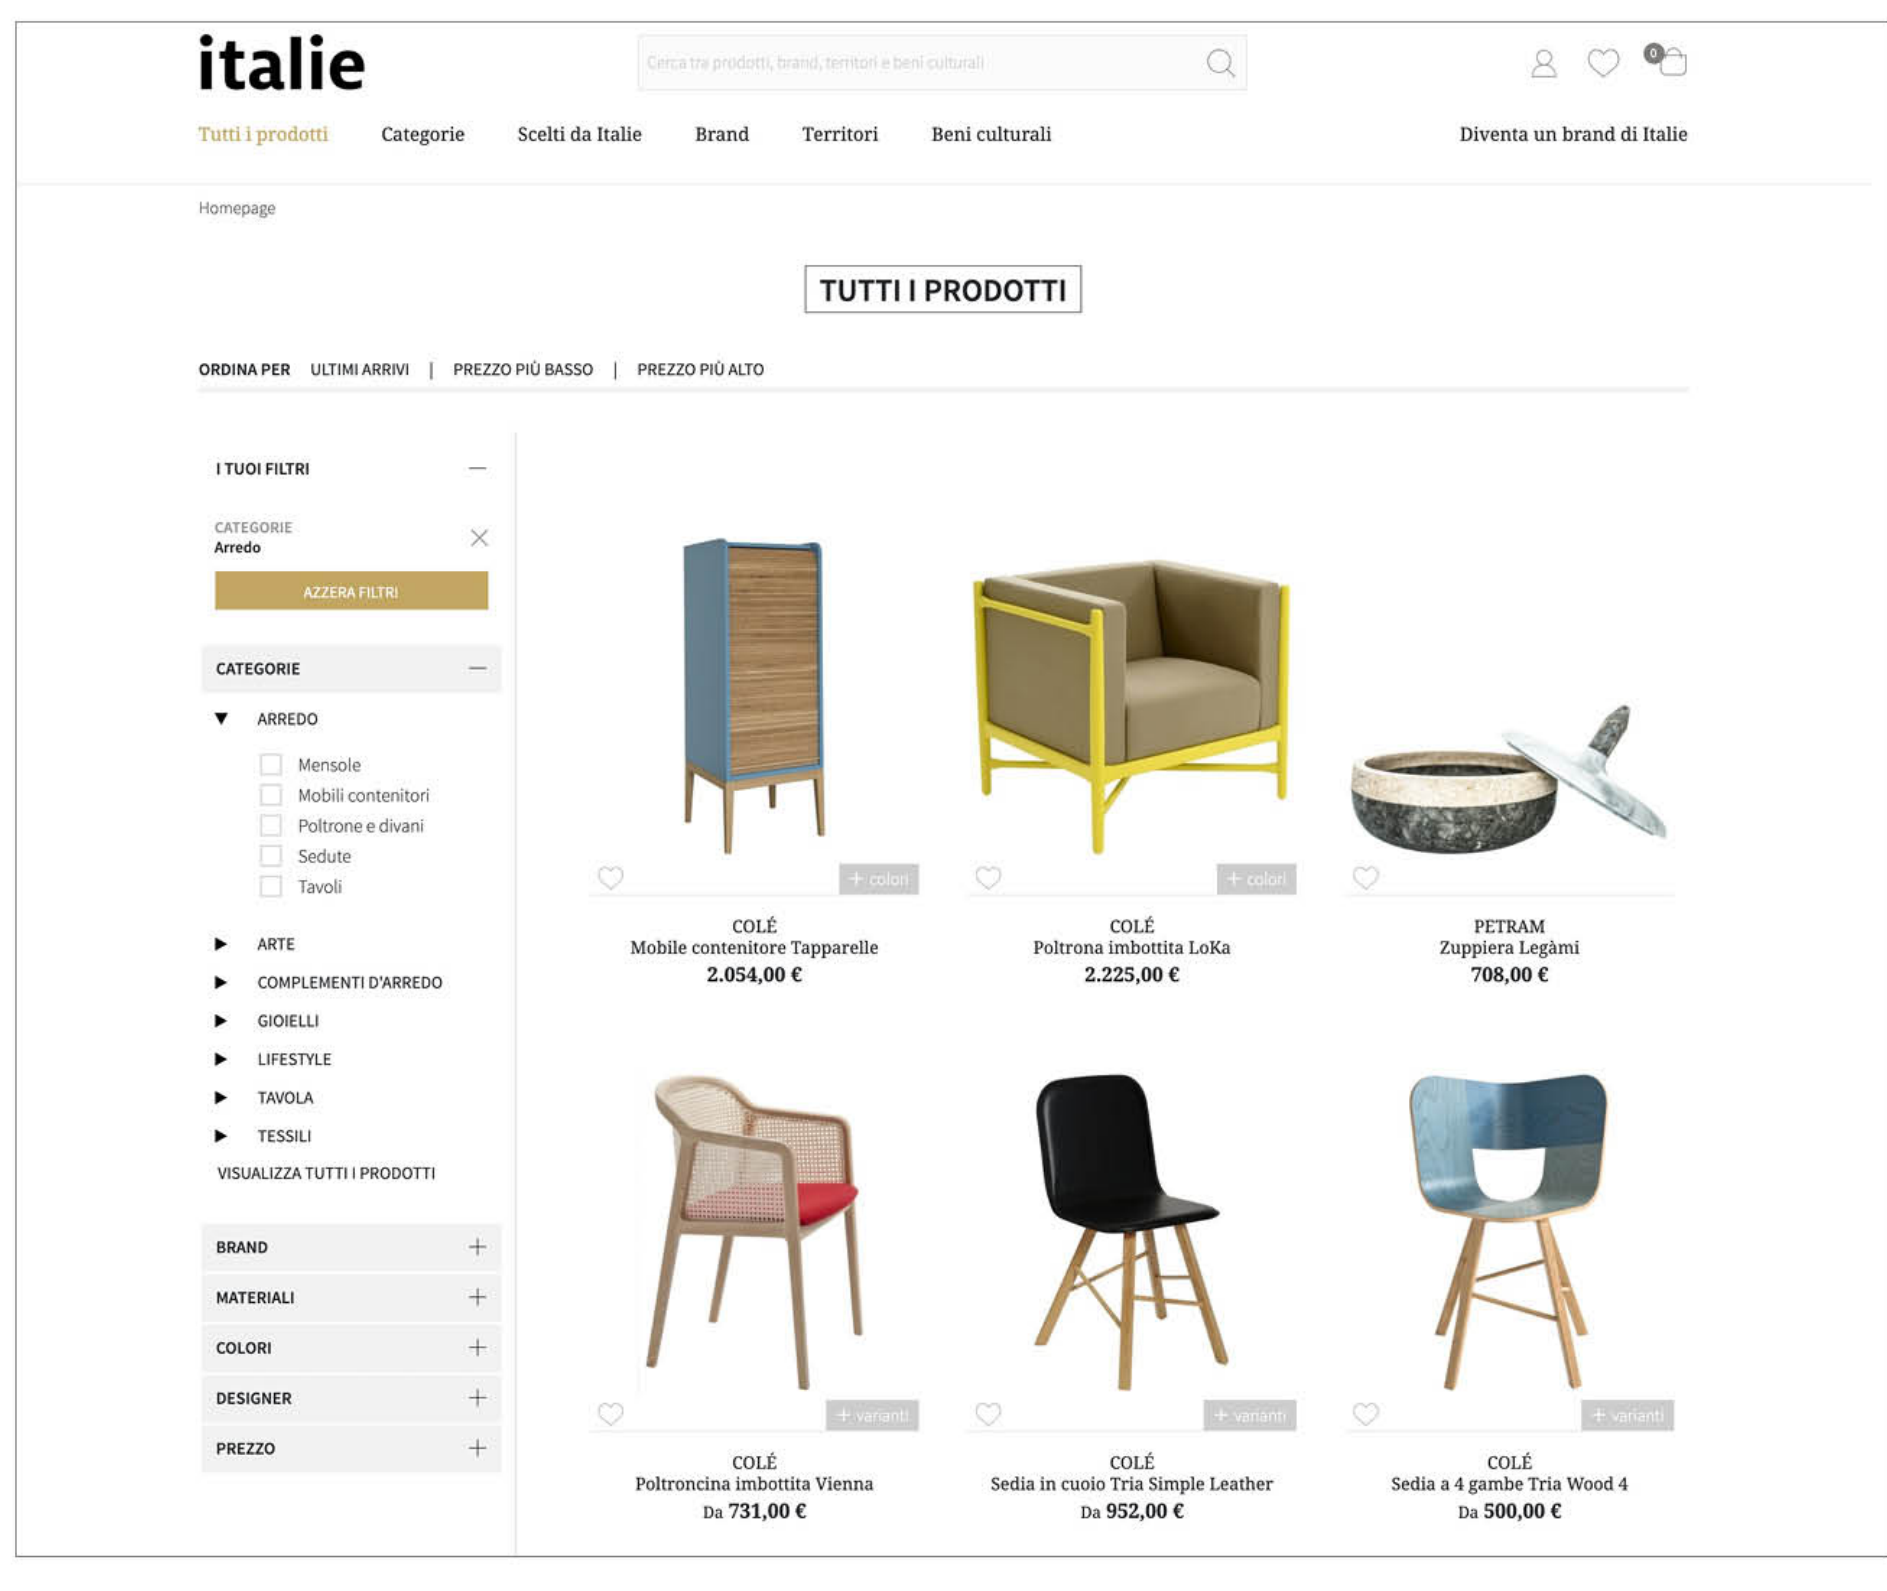 italie
Cerca tra prodotti, brand, territori e beni culturali
0
Tutti i prodotti Categorie Scelti da Italie Brand Territori Beni culturali Diventa un brand di Italie
Homepage
TUTTI I PRODOTTI
ORDINA PER ULTIMI ARRIVI | PREZZO PIÙ BASSO | PREZZO PIÙ ALTO
I TUOI FILTRI
CATEGORIE
Arredo
AZZERA FILTRI
CATEGORIE
ARREDO
Mensole
Mobili contenitori
Poltrone e divani
Sedute
Tavoli
ARTE
COMPLEMENTI D'ARREDO
GIOIELLI
LIFESTYLE
TAVOLA
TESSILI
VISUALIZZA TUTTI I PRODOTTI
BRAND
MATERIALI
COLORI
DESIGNER
PREZZO
+ colori
COLÉ
Mobile contenitore Tapparelle
2.054,00 €
+ colori
COLÉ
Poltrona imbottita LoKa
2.225,00 €
PETRAM
Zuppiera Legàmi
708,00 €
+ varianti
COLÉ
Poltroncina imbottita Vienna
Da 731,00 €
+ varianti
COLÉ
Sedia in cuoio Tria Simple Leather
Da 952,00 €
+ varianti
COLÉ
Sedia a 4 gambe Tria Wood 4
Da 500,00 €